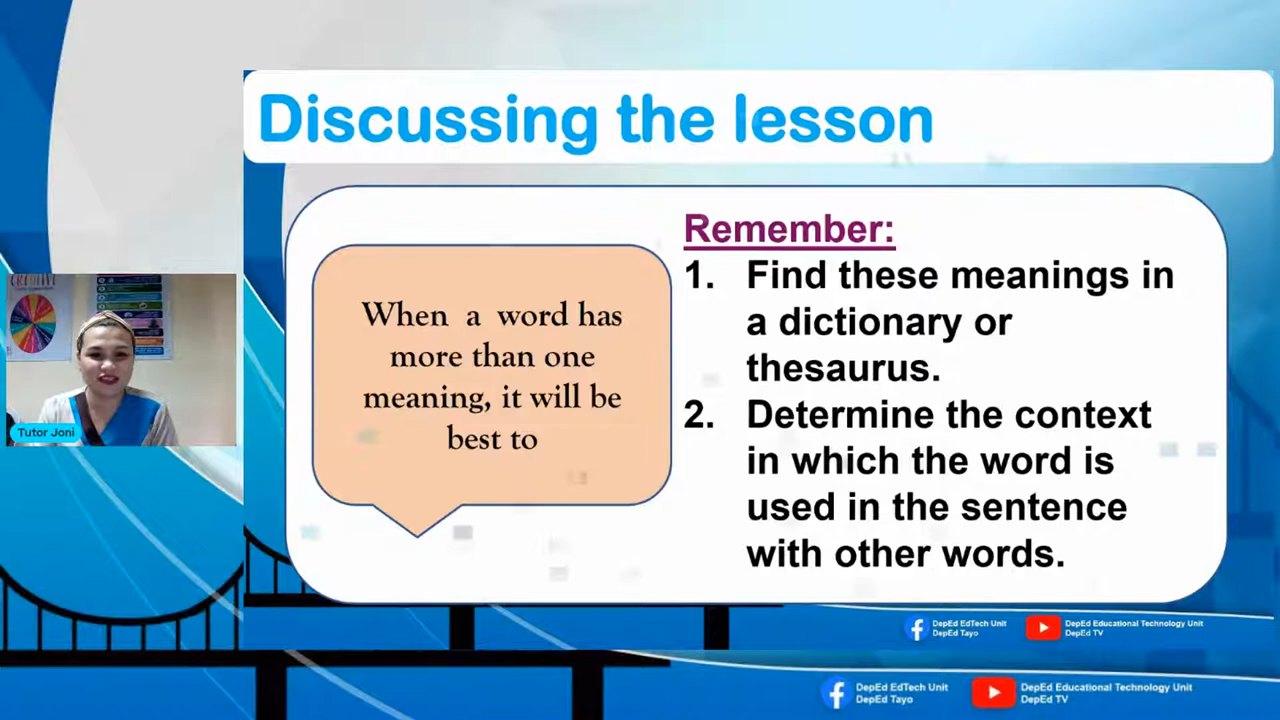 Discussing the lesson
When a word has
more than one
meaning, it will be
best to
Remember:
1. Find these meanings in
a dictionary or
thesaurus.
2. Determine the context
in which the word is
used in the sentence
with other words.
CREATIVE
Tutor Joni
DepEd EdTech Unit
DepEd Tayo
DepEd Educational Technology Unit
DepEd TV
DepEd EdTech Unit
DepEd Tayo
DepEd Educational Technology Unit
DepEd TV